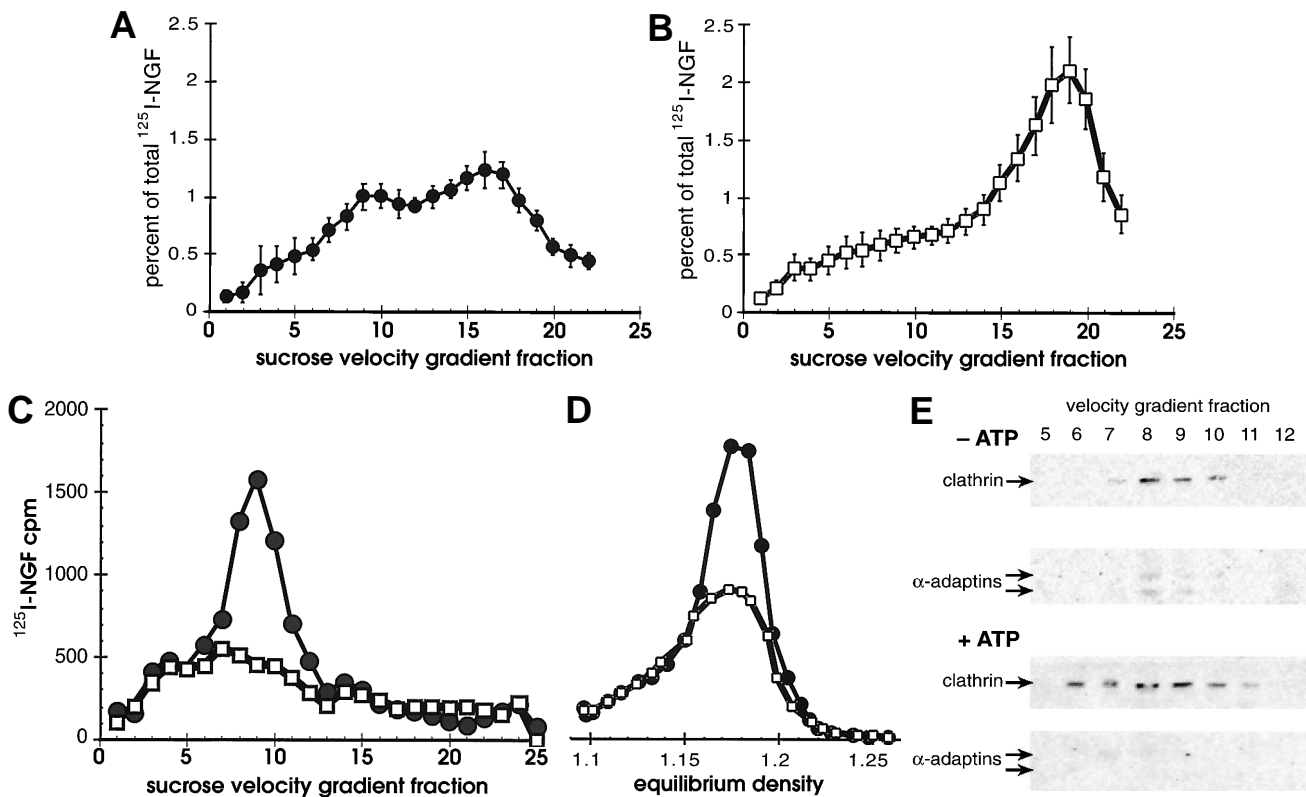 A
2.5
2
1.5
1
0.5
0
percent of total ¹²⁵I-NGF
0 5 10 15 20 25
sucrose velocity gradient fraction
B
2.5
2
1.5
1
0.5
0
percent of total ¹²⁵I-NGF
0 5 10 15 20 25
sucrose velocity gradient fraction
C
2000
1500
1000
500
0
¹²⁵I-NGF cpm
0 5 10 15 20 25
sucrose velocity gradient fraction
D
1.1 1.15 1.2 1.25
equilibrium density
E
velocity gradient fraction
– ATP 5 6 7 8 9 10 11 12
clathrin
α-adaptins
+ ATP
clathrin
α-adaptins